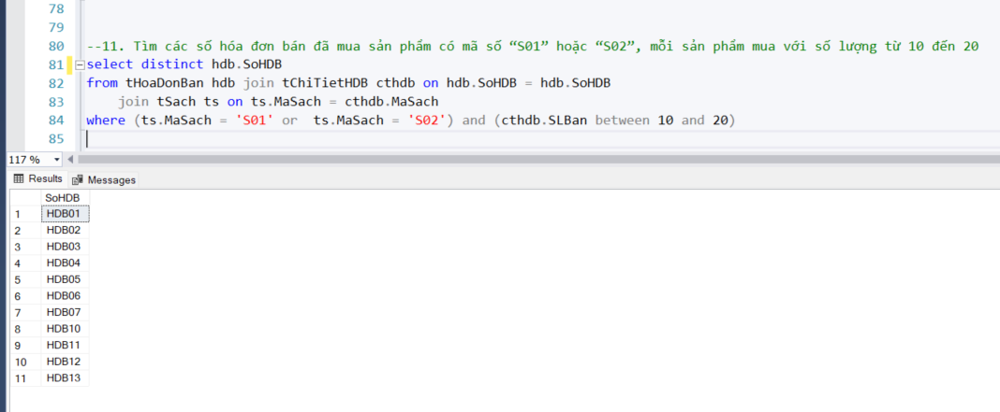 78
79
80 --11. Tìm các số hóa đơn bán đã mua sản phẩm có mã số “S01” hoặc “S02”, mỗi sản phẩm mua với số lượng từ 10 đến 20
81 select distinct hdb.SoHDB
82 from tHoaDonBan hdb join tChiTietHDB cthdb on hdb.SoHDB = hdb.SoHDB
83 join tSach ts on ts.MaSach = cthdb.MaSach
84 where (ts.MaSach = 'S01' or  ts.MaSach = 'S02') and (cthdb.SLBan between 10 and 20)
85
117 %
Results Messages
SoHDB
1 HDB01
2 HDB02
3 HDB03
4 HDB04
5 HDB05
6 HDB06
7 HDB07
8 HDB10
9 HDB11
10 HDB12
11 HDB13